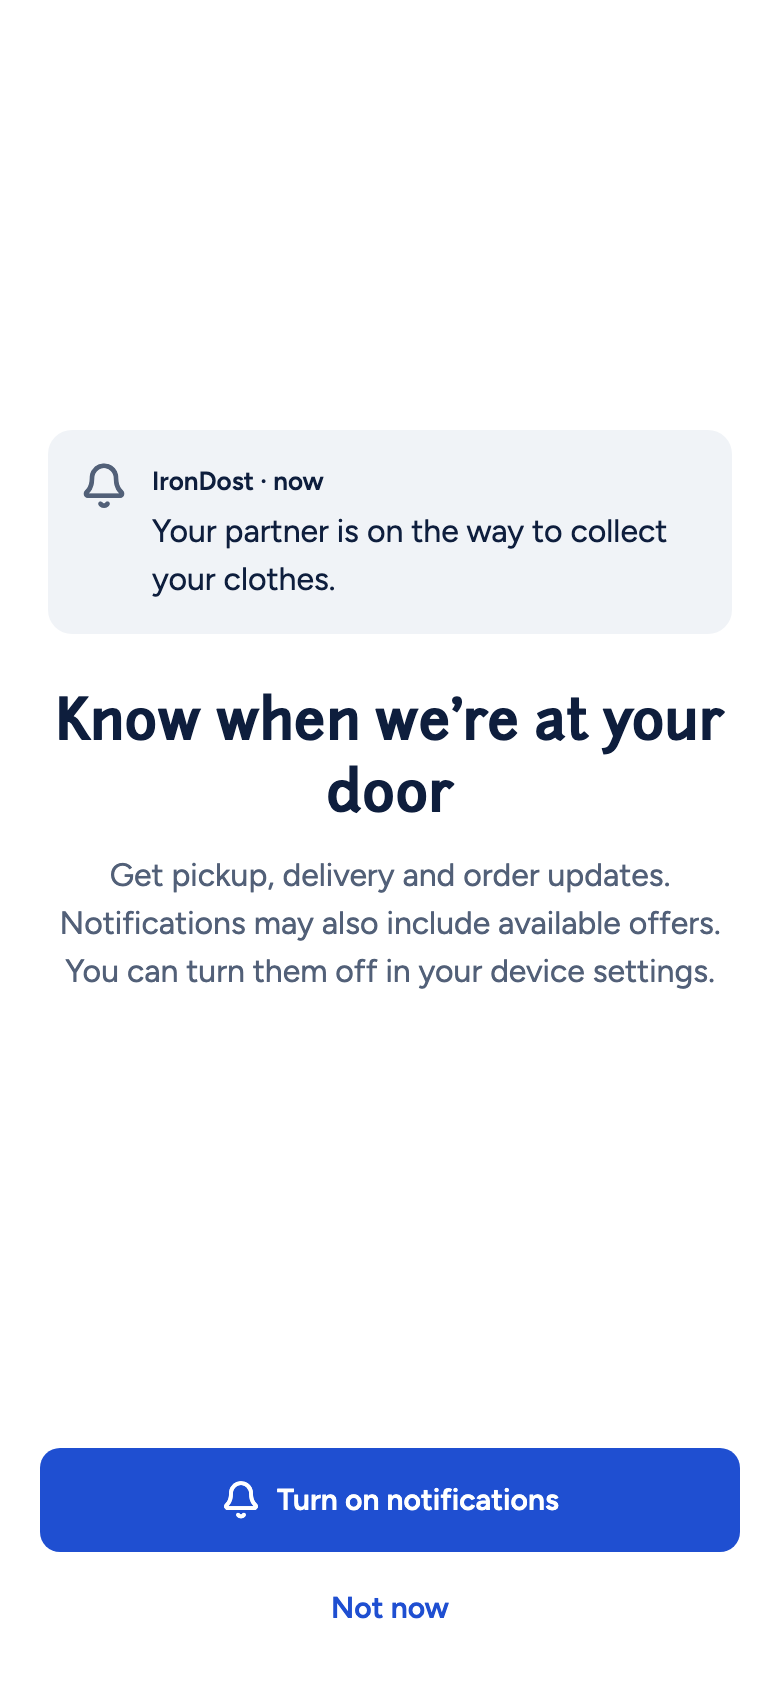 IronDost · now
Your partner is on the way to collect
your clothes.
Know when we’re at your
door
Get pickup, delivery and order updates.
Notifications may also include available offers.
You can turn them off in your device settings.
Turn on notifications
Not now